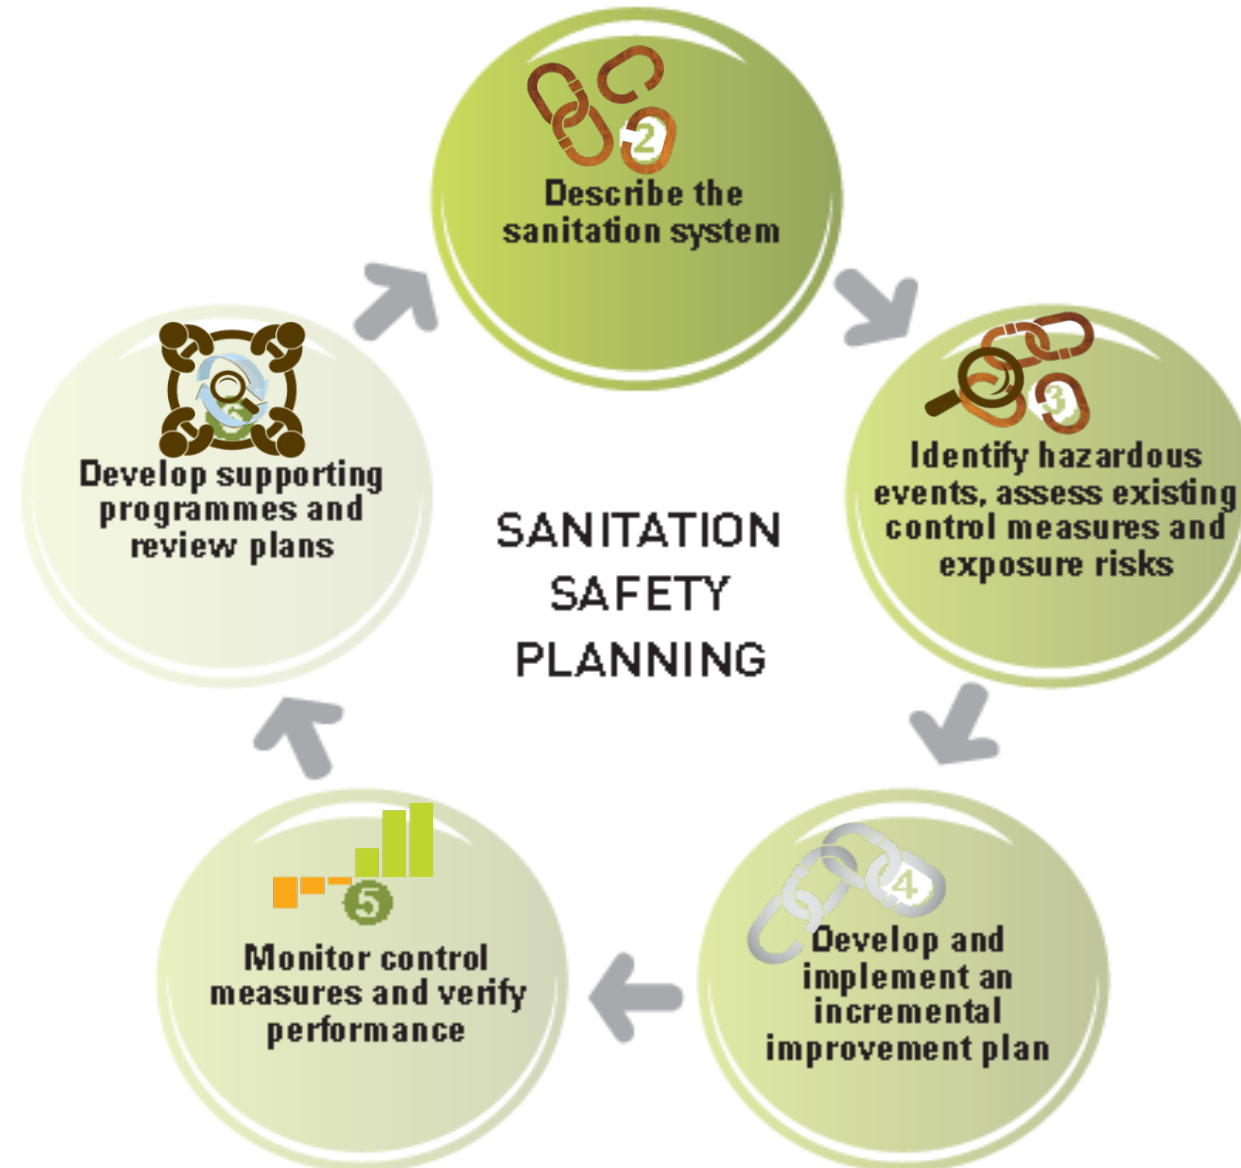 2
Describe the
sanitation system
3
Identify hazardous
events, assess existing
control measures and
exposure risks
4
Develop and
implement an
incremental
improvement plan
5
Monitor control
measures and verify
performance
Develop supporting
programmes and
review plans
SANITATION
SAFETY
PLANNING